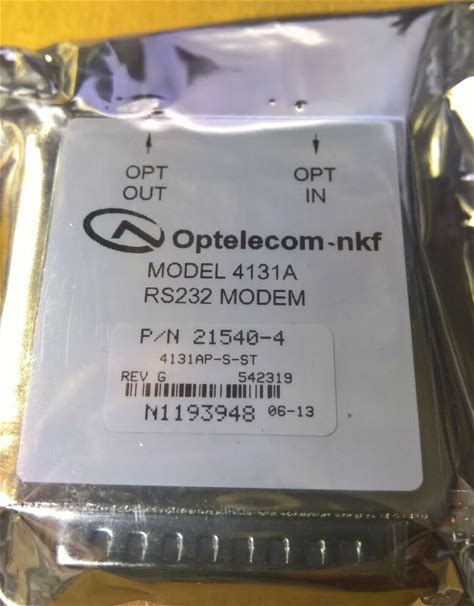 OPT OUT
OPT IN
Optelecom-nkf
MODEL 4131A
RS232 MODEM
P/N 21540-4
4131AP-S-ST
REV G 542319
N1193948 06-13